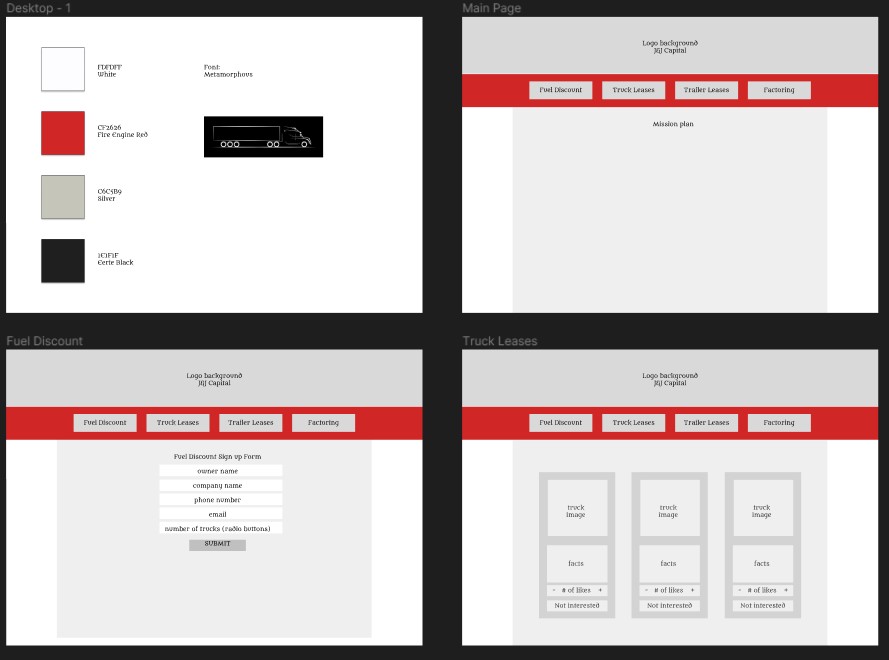 Desktop - 1
FDFDFF
White
Font:
Metamorphous
CF2626
Fire Engine Red
C6C5B9
Silver
1E1F1F
Eerie Black
Main Page
Logo background
J&J Capital
Fuel Discount
Truck Leases
Trailer Leases
Factoring
Mission plan
Fuel Discount
Logo background
J&J Capital
Fuel Discount
Truck Leases
Trailer Leases
Factoring
Fuel Discount Sign up Form
owner name
company name
phone number
email
number of trucks (radio buttons)
SUBMIT
Truck Leases
Logo background
J&J Capital
Fuel Discount
Truck Leases
Trailer Leases
Factoring
truck
image
facts
- # of likes +
Not interested
truck
image
facts
- # of likes +
Not interested
truck
image
facts
- # of likes +
Not interested